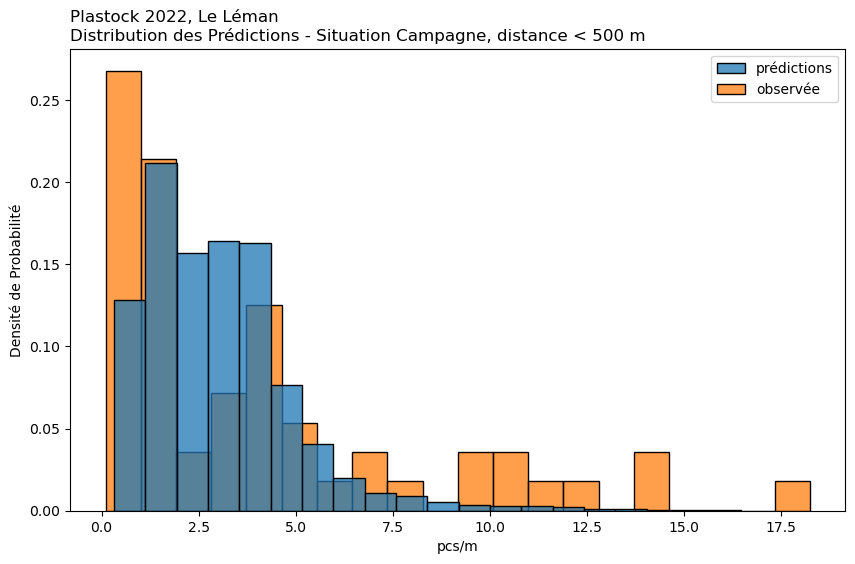 Plastock 2022, Le Léman
Distribution des Prédictions - Situation Campagne, distance < 500 m
prédictions
observée
Densité de Probabilité
0.25
0.20
0.15
0.10
0.05
0.00
0.0 2.5 5.0 7.5 10.0 12.5 15.0 17.5
pcs/m